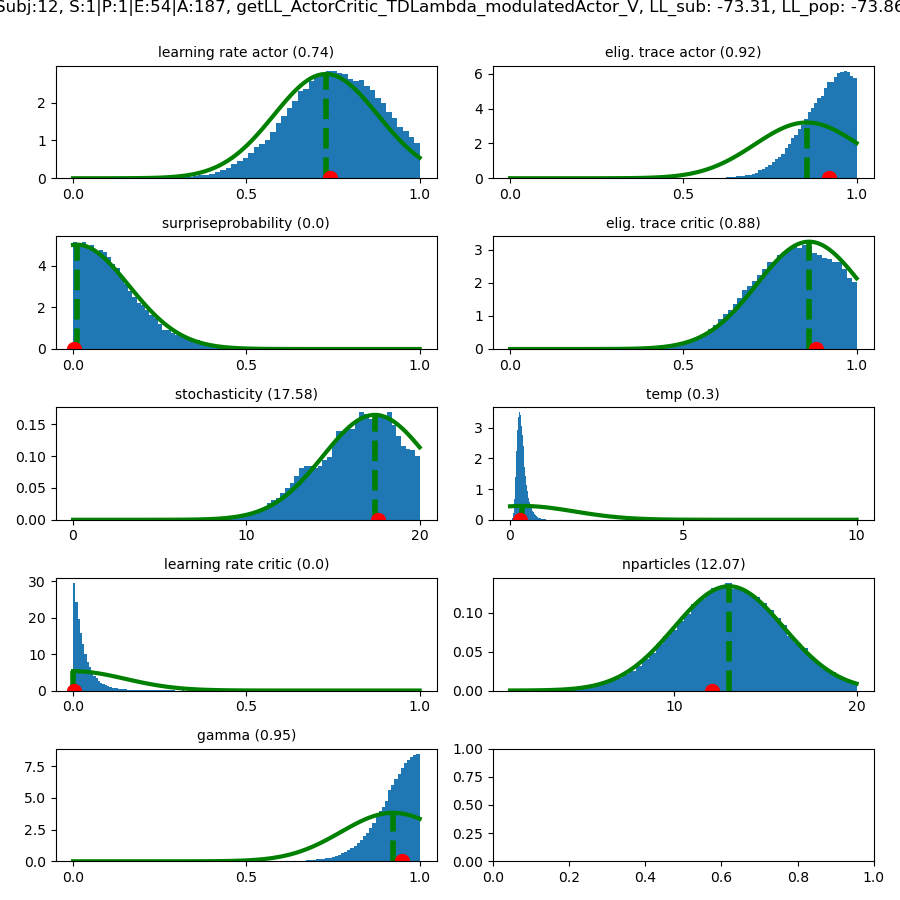 Subj:12, S:1|P:1|E:54|A:187, getLL_ActorCritic_TDLambda_modulatedActor_V, LL_sub: -73.31, LL_pop: -73.86
learning rate actor (0.74)
elig. trace actor (0.92)
2
1
0
0.0 0.5 1.0
6
4
2
0
0.0 0.5 1.0
surpriseprobability (0.0)
elig. trace critic (0.88)
4
2
0
0.0 0.5 1.0
3
2
1
0
0.0 0.5 1.0
stochasticity (17.58)
temp (0.3)
0.15
0.10
0.05
0.00
0 10 20
3
2
1
0
0 5 10
learning rate critic (0.0)
nparticles (12.07)
30
20
10
0
0.0 0.5 1.0
0.10
0.05
0.00
10 20
gamma (0.95)
7.5
5.0
2.5
0.0
0.0 0.5 1.0
1.00
0.75
0.50
0.25
0.00
0.0 0.2 0.4 0.6 0.8 1.0